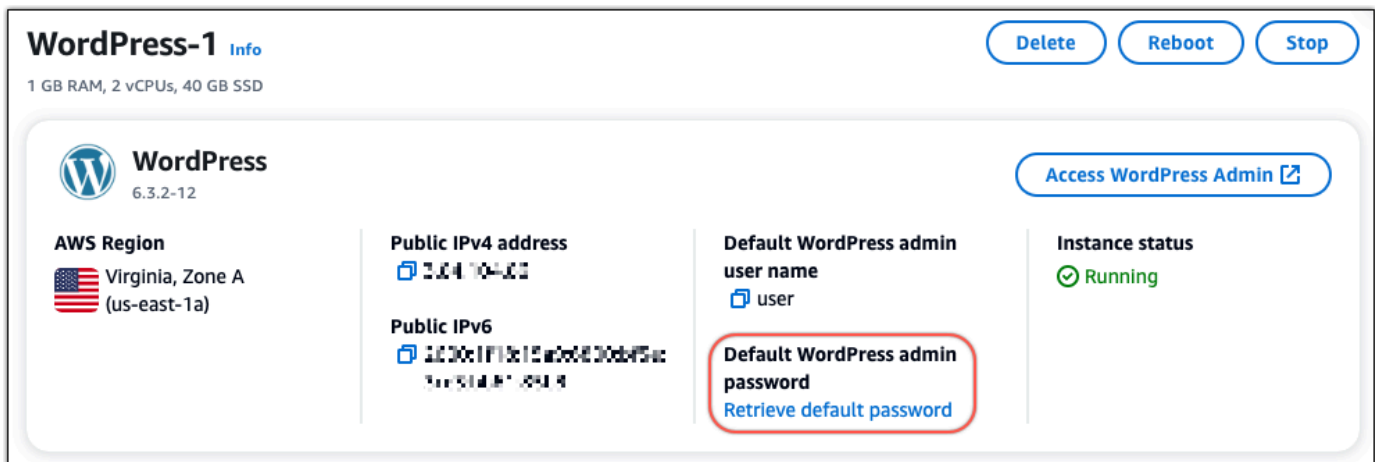 WordPress-1 Info
Delete
Reboot
Stop
1 GB RAM, 2 vCPUs, 40 GB SSD
WordPress
6.3.2-12
Access WordPress Admin
AWS Region
Virginia, Zone A
(us-east-1a)
Public IPv4 address
Public IPv6
Default WordPress admin
user name
user
Default WordPress admin
password
Retrieve default password
Instance status
Running